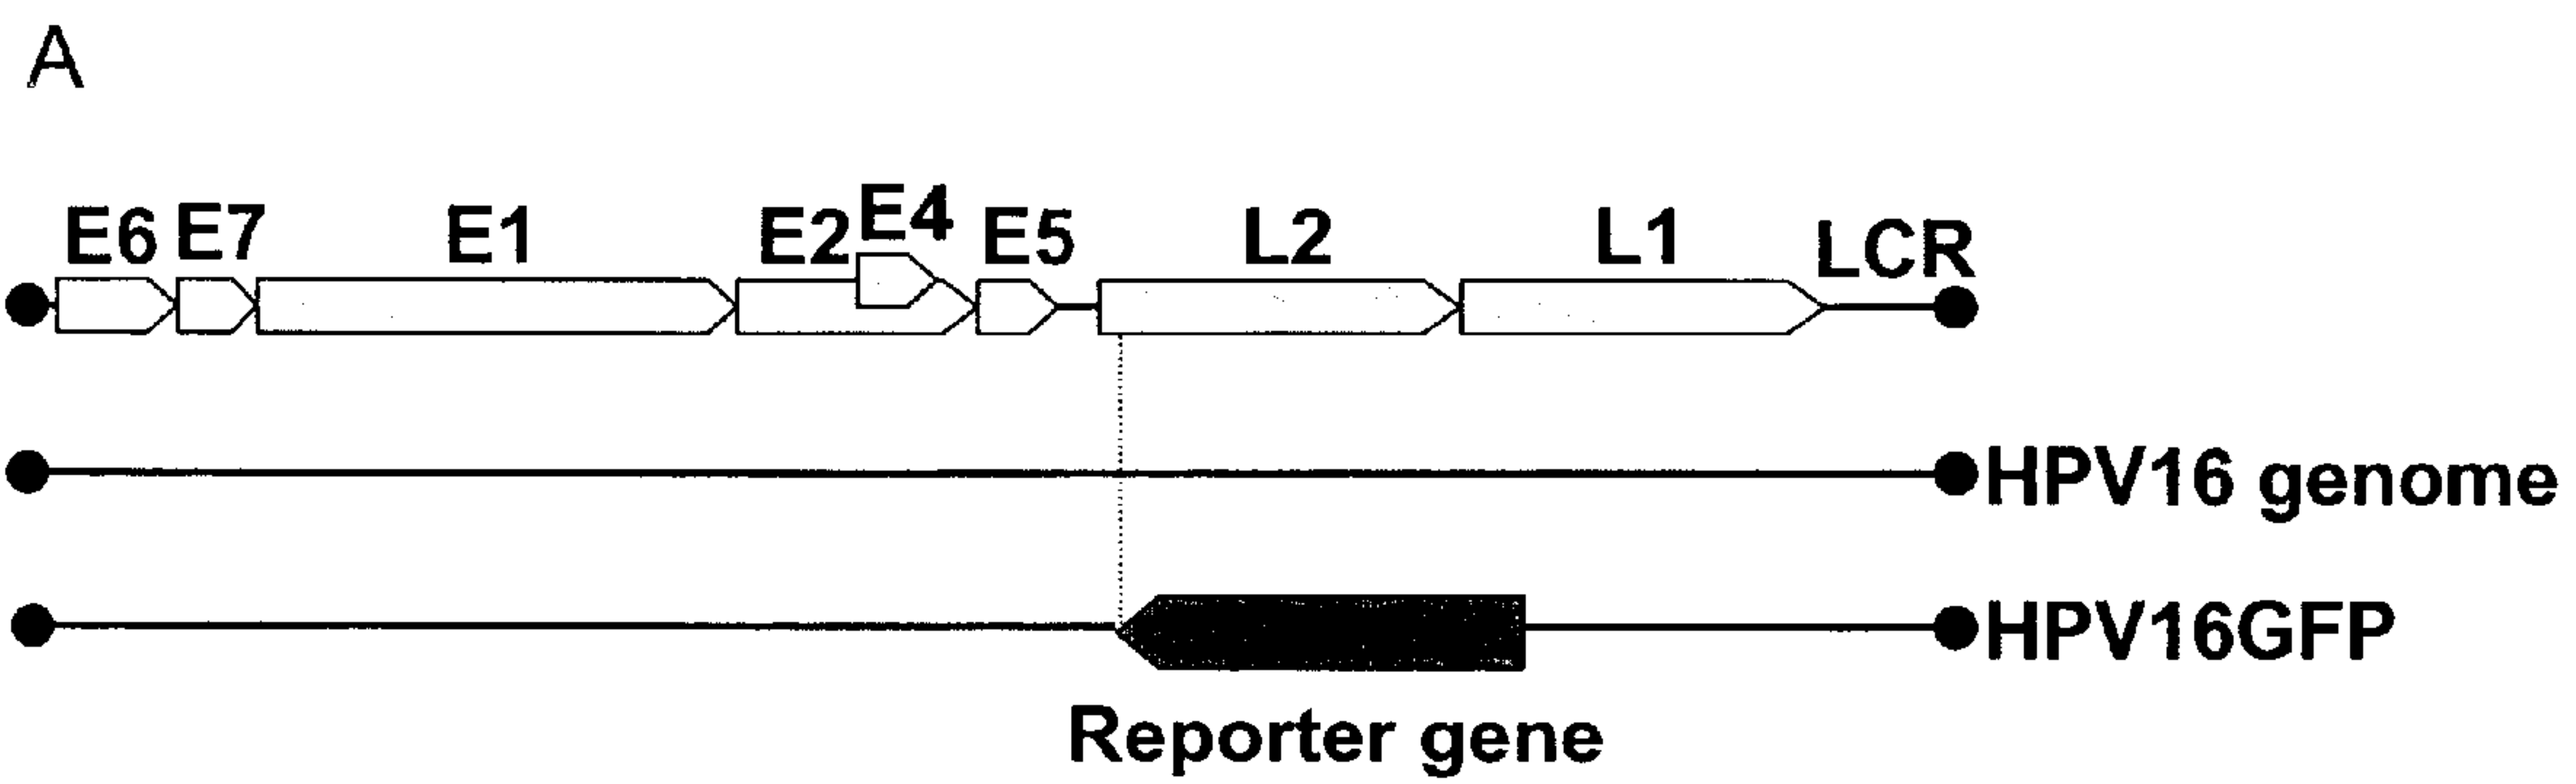 A
E6 E7 E1 E2 E4 E5 L2 L1 LCR
HPV16 genome
HPV16GFP
Reporter gene